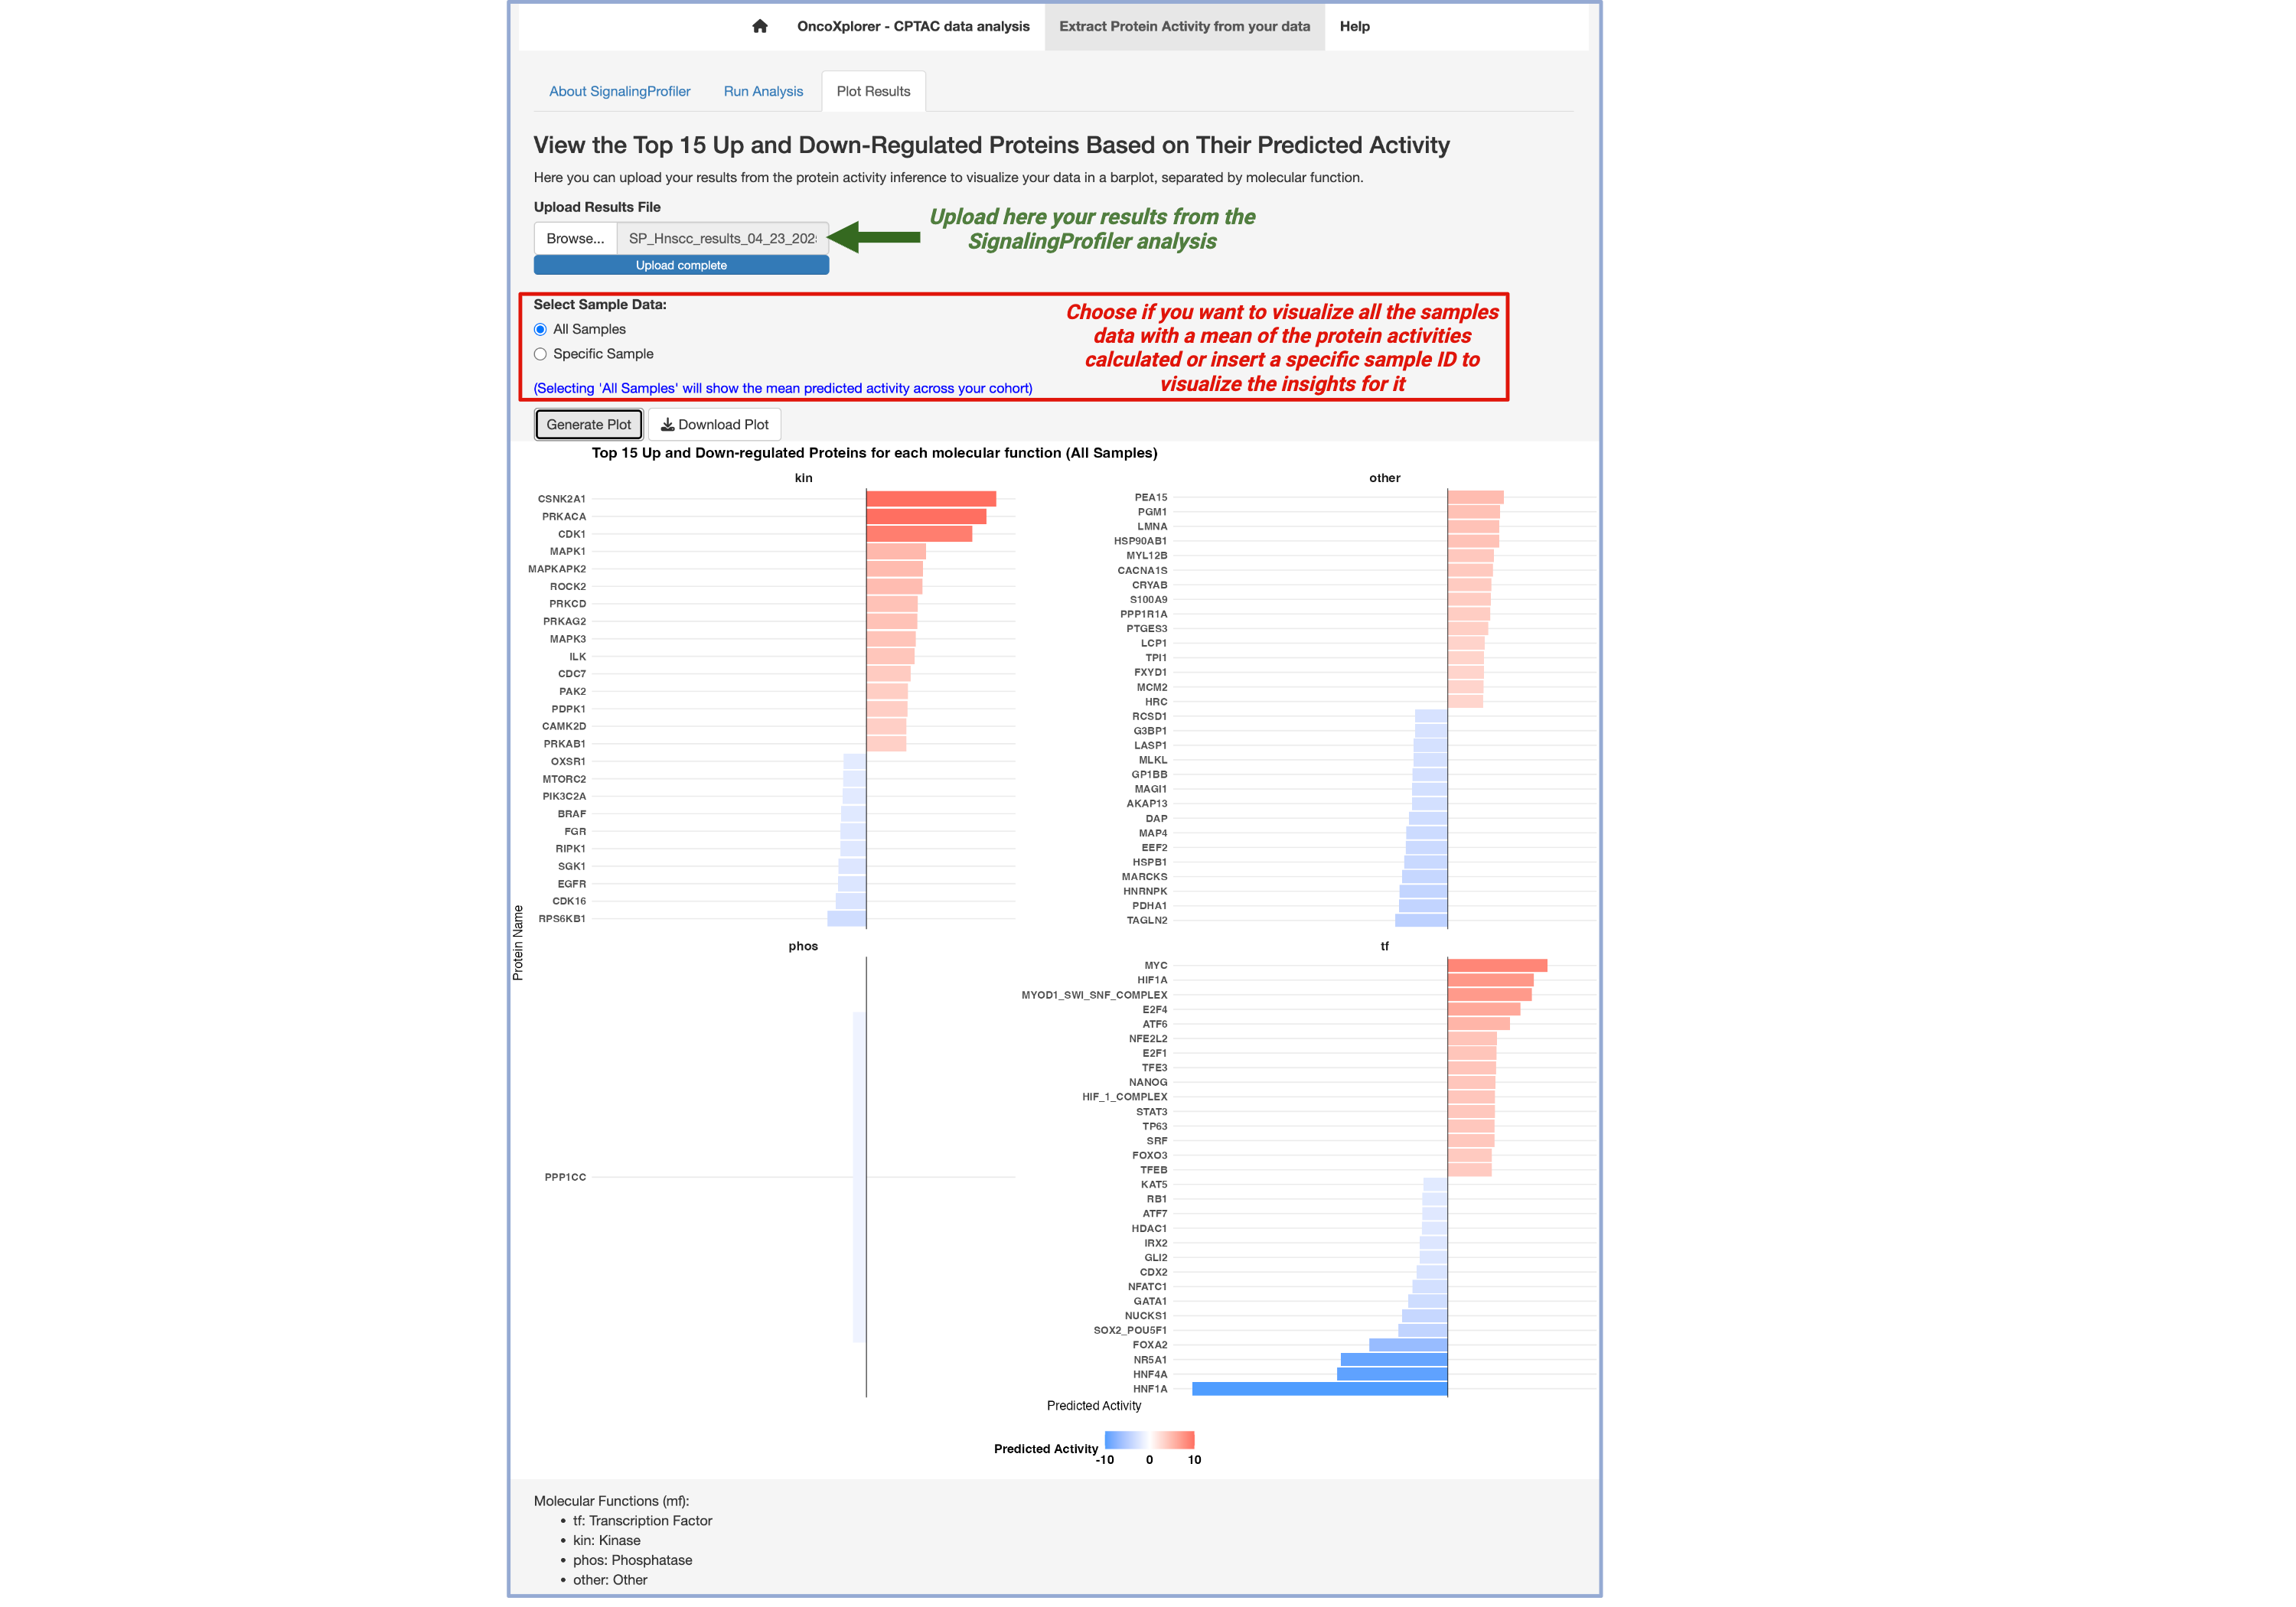 OncoXplorer - CPTAC data analysis
Extract Protein Activity from your data
Help
About SignalingProfiler
Run Analysis
Plot Results
View the Top 15 Up and Down-Regulated Proteins Based on Their Predicted Activity
Here you can upload your results from the protein activity inference to visualize your data in a barplot, separated by molecular function.
Upload Results File
Browse...
SP_Hnscc_results_04_23_202
Upload complete
Upload here your results from the
SignalingProfiler analysis
Select Sample Data:
All Samples
Specific Sample
(Selecting 'All Samples' will show the mean predicted activity across your cohort)
Choose if you want to visualize all the samples
data with a mean of the protein activities
calculated or insert a specific sample ID to
visualize the insights for it
Generate Plot
Download Plot
Top 15 Up and Down-regulated Proteins for each molecular function (All Samples)
Protein Name
kin
CSNK2A1
PRKACA
CDK1
MAPK1
MAPKAPK2
ROCK2
PRKCD
PRKAG2
MAPK3
ILK
CDC7
PAK2
PDPK1
CAMK2D
PRKAB1
OXSR1
MTORC2
PIK3C2A
BRAF
FGR
RIPK1
SGK1
EGFR
CDK16
RPS6KB1
other
PEA15
PGM1
LMNA
HSP90AB1
MYL12B
CACNA1S
CRYAB
S100A9
PPP1R1A
PTGES3
LCP1
TPI1
FXYD1
MCM2
HRC
RCSD1
G3BP1
LASP1
MLKL
GP1BB
MAGI1
AKAP13
DAP
MAP4
EEF2
HSPB1
MARCKS
HNRNPK
PDHA1
TAGLN2
phos
PPP1CC
tf
MYC
HIF1A
MYOD1_SWI_SNF_COMPLEX
E2F4
ATF6
NFE2L2
E2F1
TFE3
NANOG
HIF_1_COMPLEX
STAT3
TP63
SRF
FOXO3
TFEB
KAT5
RB1
ATF7
HDAC1
IRX2
GLI2
CDX2
NFATC1
GATA1
NUCKS1
SOX2_POU5F1
FOXA2
NR5A1
HNF4A
HNF1A
Predicted Activity
Predicted Activity
-10
0
10
Molecular Functions (mf):
• tf: Transcription Factor
• kin: Kinase
• phos: Phosphatase
• other: Other